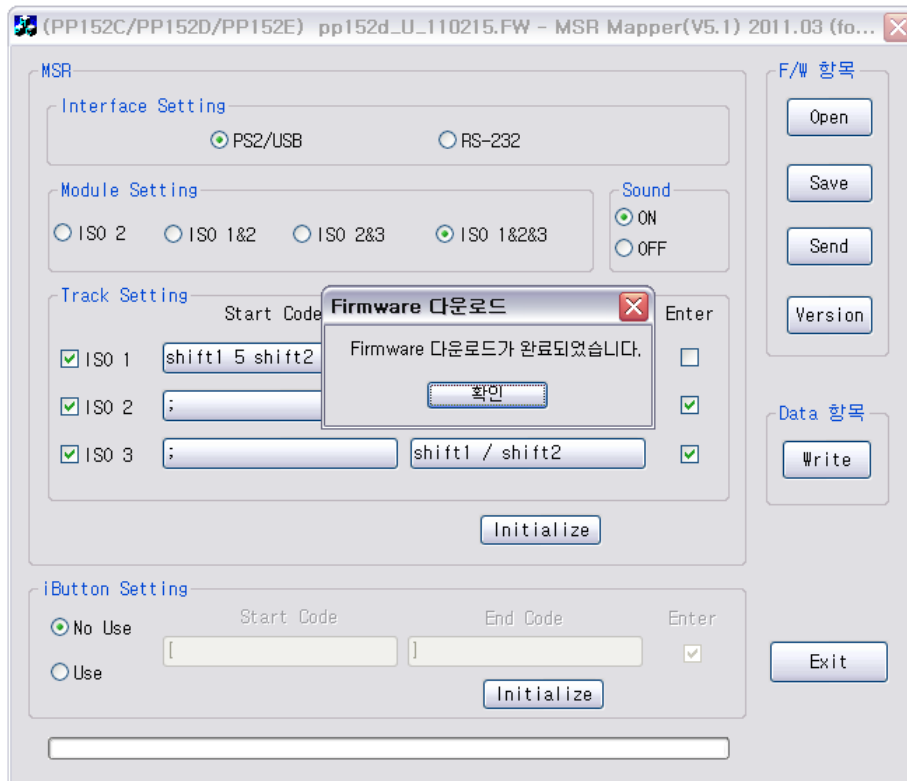 (PP152C/PP152D/PP152E) pp152d_U_110215.FW - MSR Mapper(V5.1) 2011.03 (fo...
MSR
Interface Setting
PS2/USB
RS-232
Module Setting
ISO 2
ISO 1&2
ISO 2&3
ISO 1&2&3
Sound
ON
OFF
Track Setting
Start Code
Enter
ISO 1
shift1 5 shift2
ISO 2
;
ISO 3
;
shift1 / shift2
Initialize
Firmware 다운로드
Firmware 다운로드가 완료되었습니다.
확인
iButton Setting
No Use
Use
Start Code
End Code
Enter
[
]
Initialize
F/W 항목
Open
Save
Send
Version
Data 항목
Write
Exit